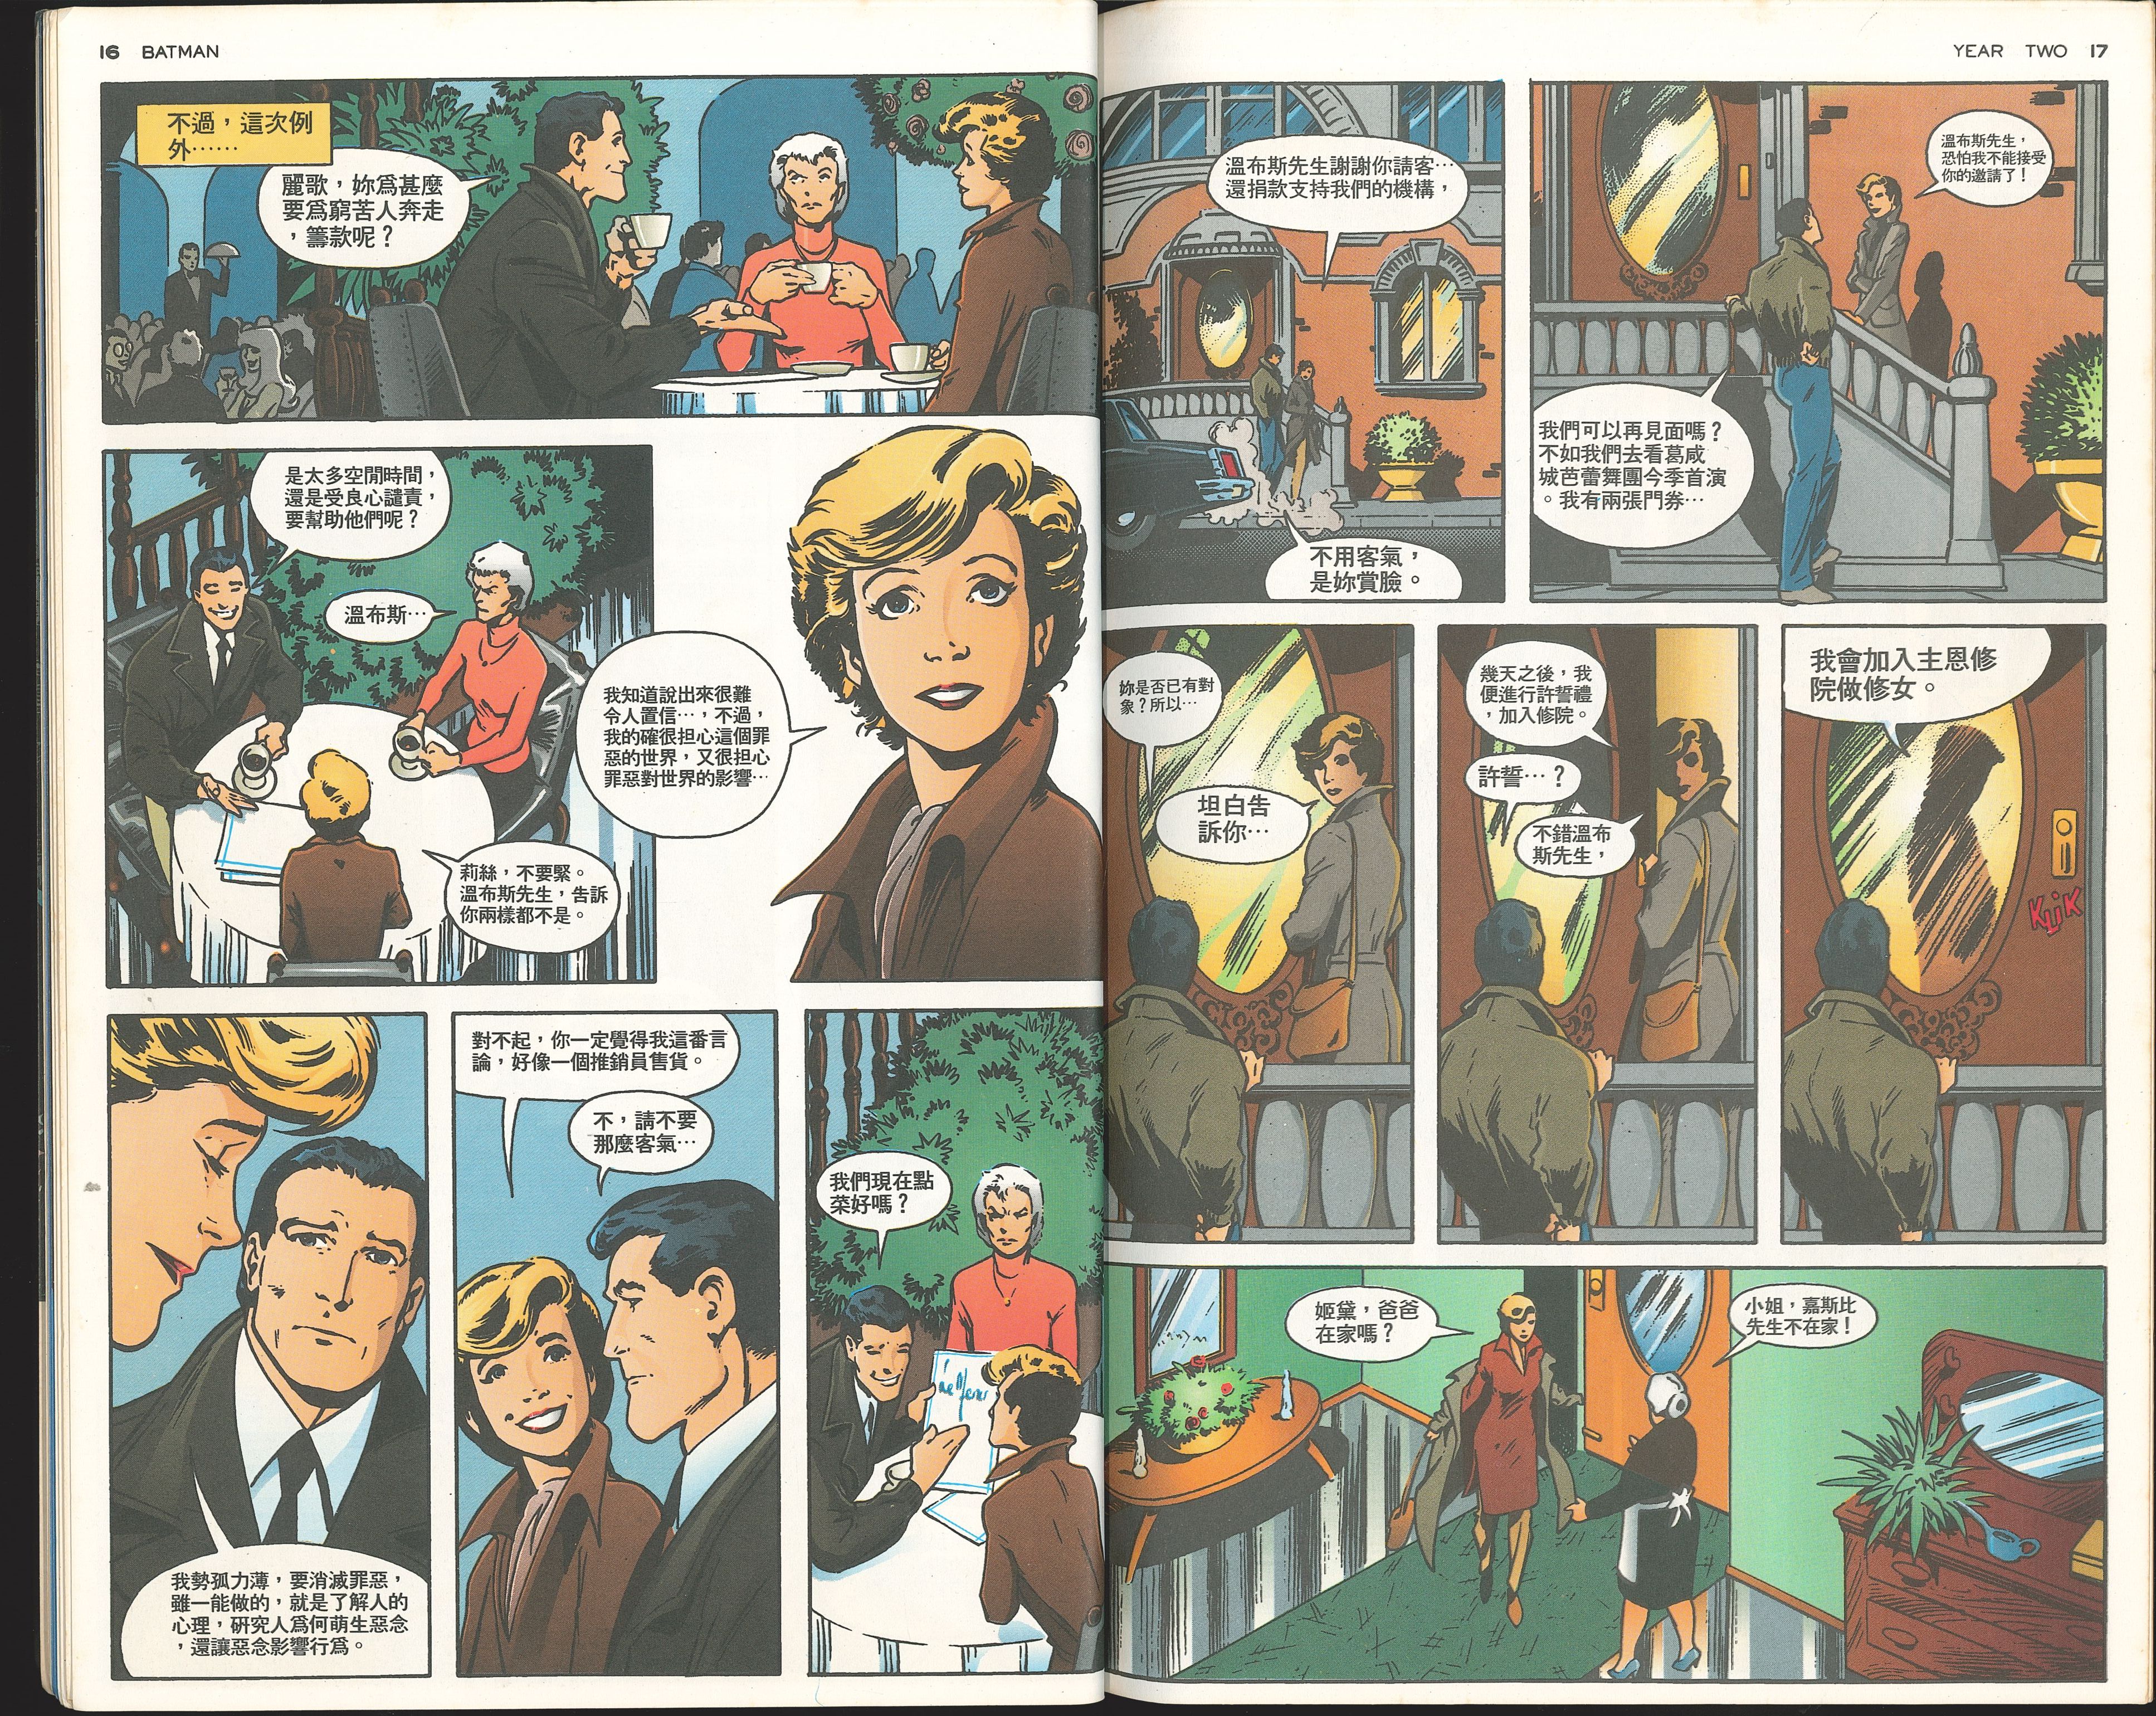 16 BATMAN
不過，這次例
外……
麗歌，妳爲甚麼
要爲窮苦人奔走
，籌款呢？
是太多空閒時間，
還是受良心譴責，
要幫助他們呢？
溫布斯…
莉絲，不要緊。
溫布斯先生，告訴
你兩樣都不是。
我知道說出來很難
令人置信…，不過，
我的確很担心這個罪
惡的世界，又很担心
罪惡對世界的影響…
我勢孤力薄，要消滅罪惡，
雖一能做的，就是了解人的
心理，研究人爲何萌生惡念
，還讓惡念影響行爲。
對不起，你一定覺得我這番言
論，好像一個推銷員售貨。
不，請不要
那麼客氣…
我們現在點
菜好嗎？
YEAR TWO 17
溫布斯先生謝謝你請客…
還捐款支持我們的機構，
不用客氣，
是妳賞臉。
溫布斯先生，
恐怕我不能接受
你的邀請了！
我們可以再見面嗎？
不如我們去看葛咸
城芭蕾舞團今季首演
。我有兩張門券…
妳是否已有對
象？所以…
坦白告
訴你…
幾天之後，我
便進行許誓禮
，加入修院。
許誓…？
不錯溫布
斯先生，
我會加入主恩修
院做修女。
KLIK
姬黛，爸爸
在家嗎？
小姐，嘉斯比
先生不在家！